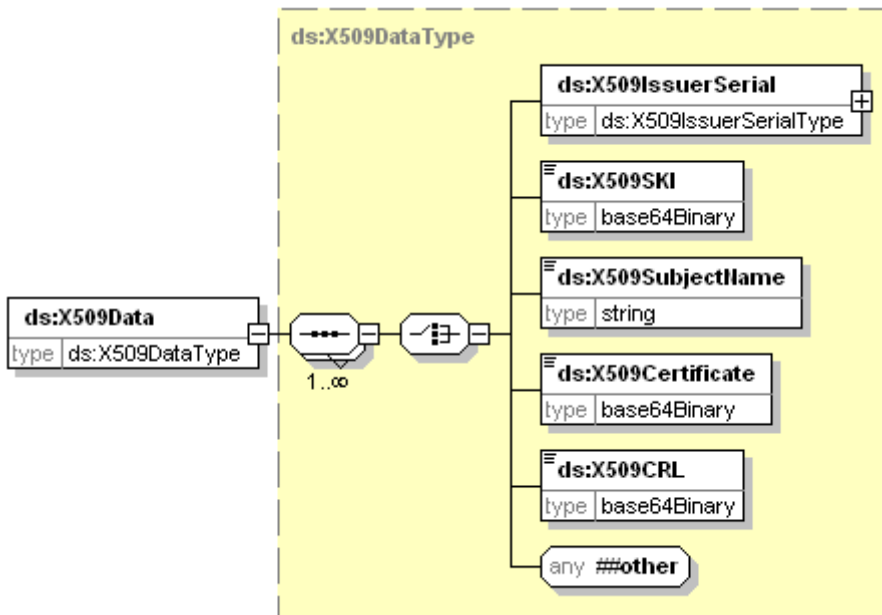 ds:X509DataType
ds:X509IssuerSerial
type ds:X509IssuerSerialType
ds:X509SKI
type base64Binary
ds:X509SubjectName
type string
ds:X509Data
type ds:X509DataType
1..∞
ds:X509Certificate
type base64Binary
ds:X509CRL
type base64Binary
any ##other